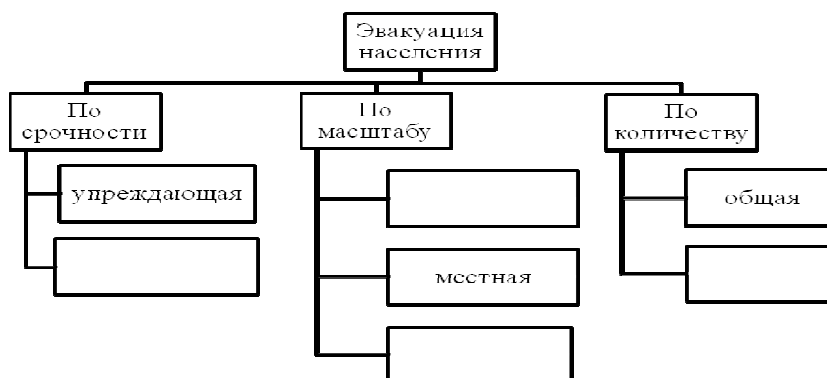 Эвакуация
населения
По
срочности
По
масштабу
По
количеству
упреждающая
общая
местная